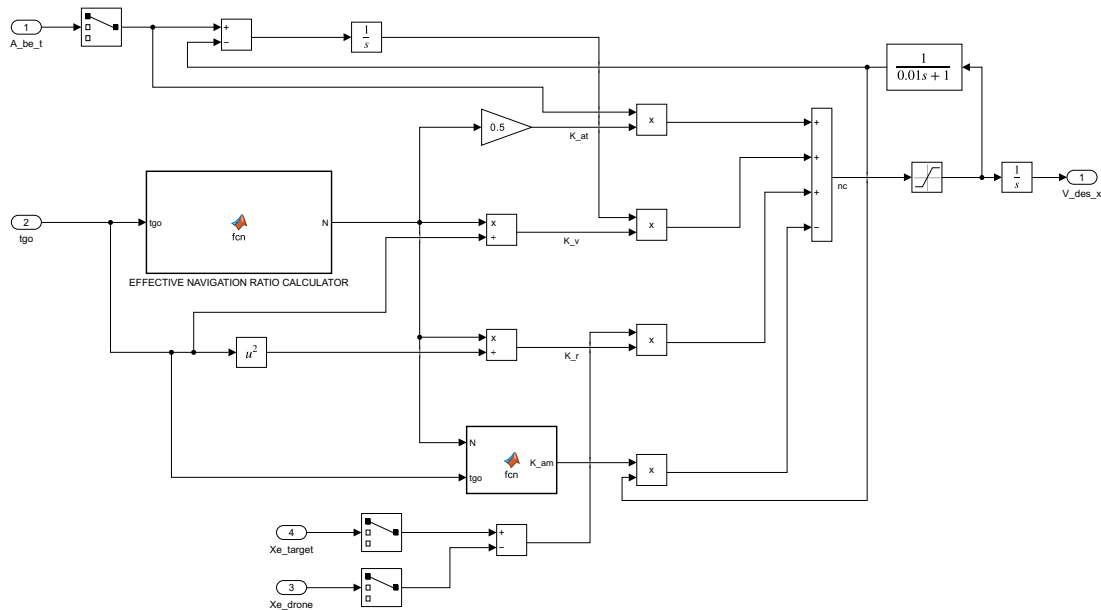 1
A_be_t
+
−
1
s
1
0.01s + 1
0.5
K_at
x
+
+
+
−
nc
1
s
1
V_des_x
2
tgo
tgo
fcn
N
EFFECTIVE NAVIGATION RATIO CALCULATOR
x
÷
K_v
x
u²
x
÷
K_r
x
N
tgo
fcn
K_am
x
4
Xe_target
+
−
3
Xe_drone